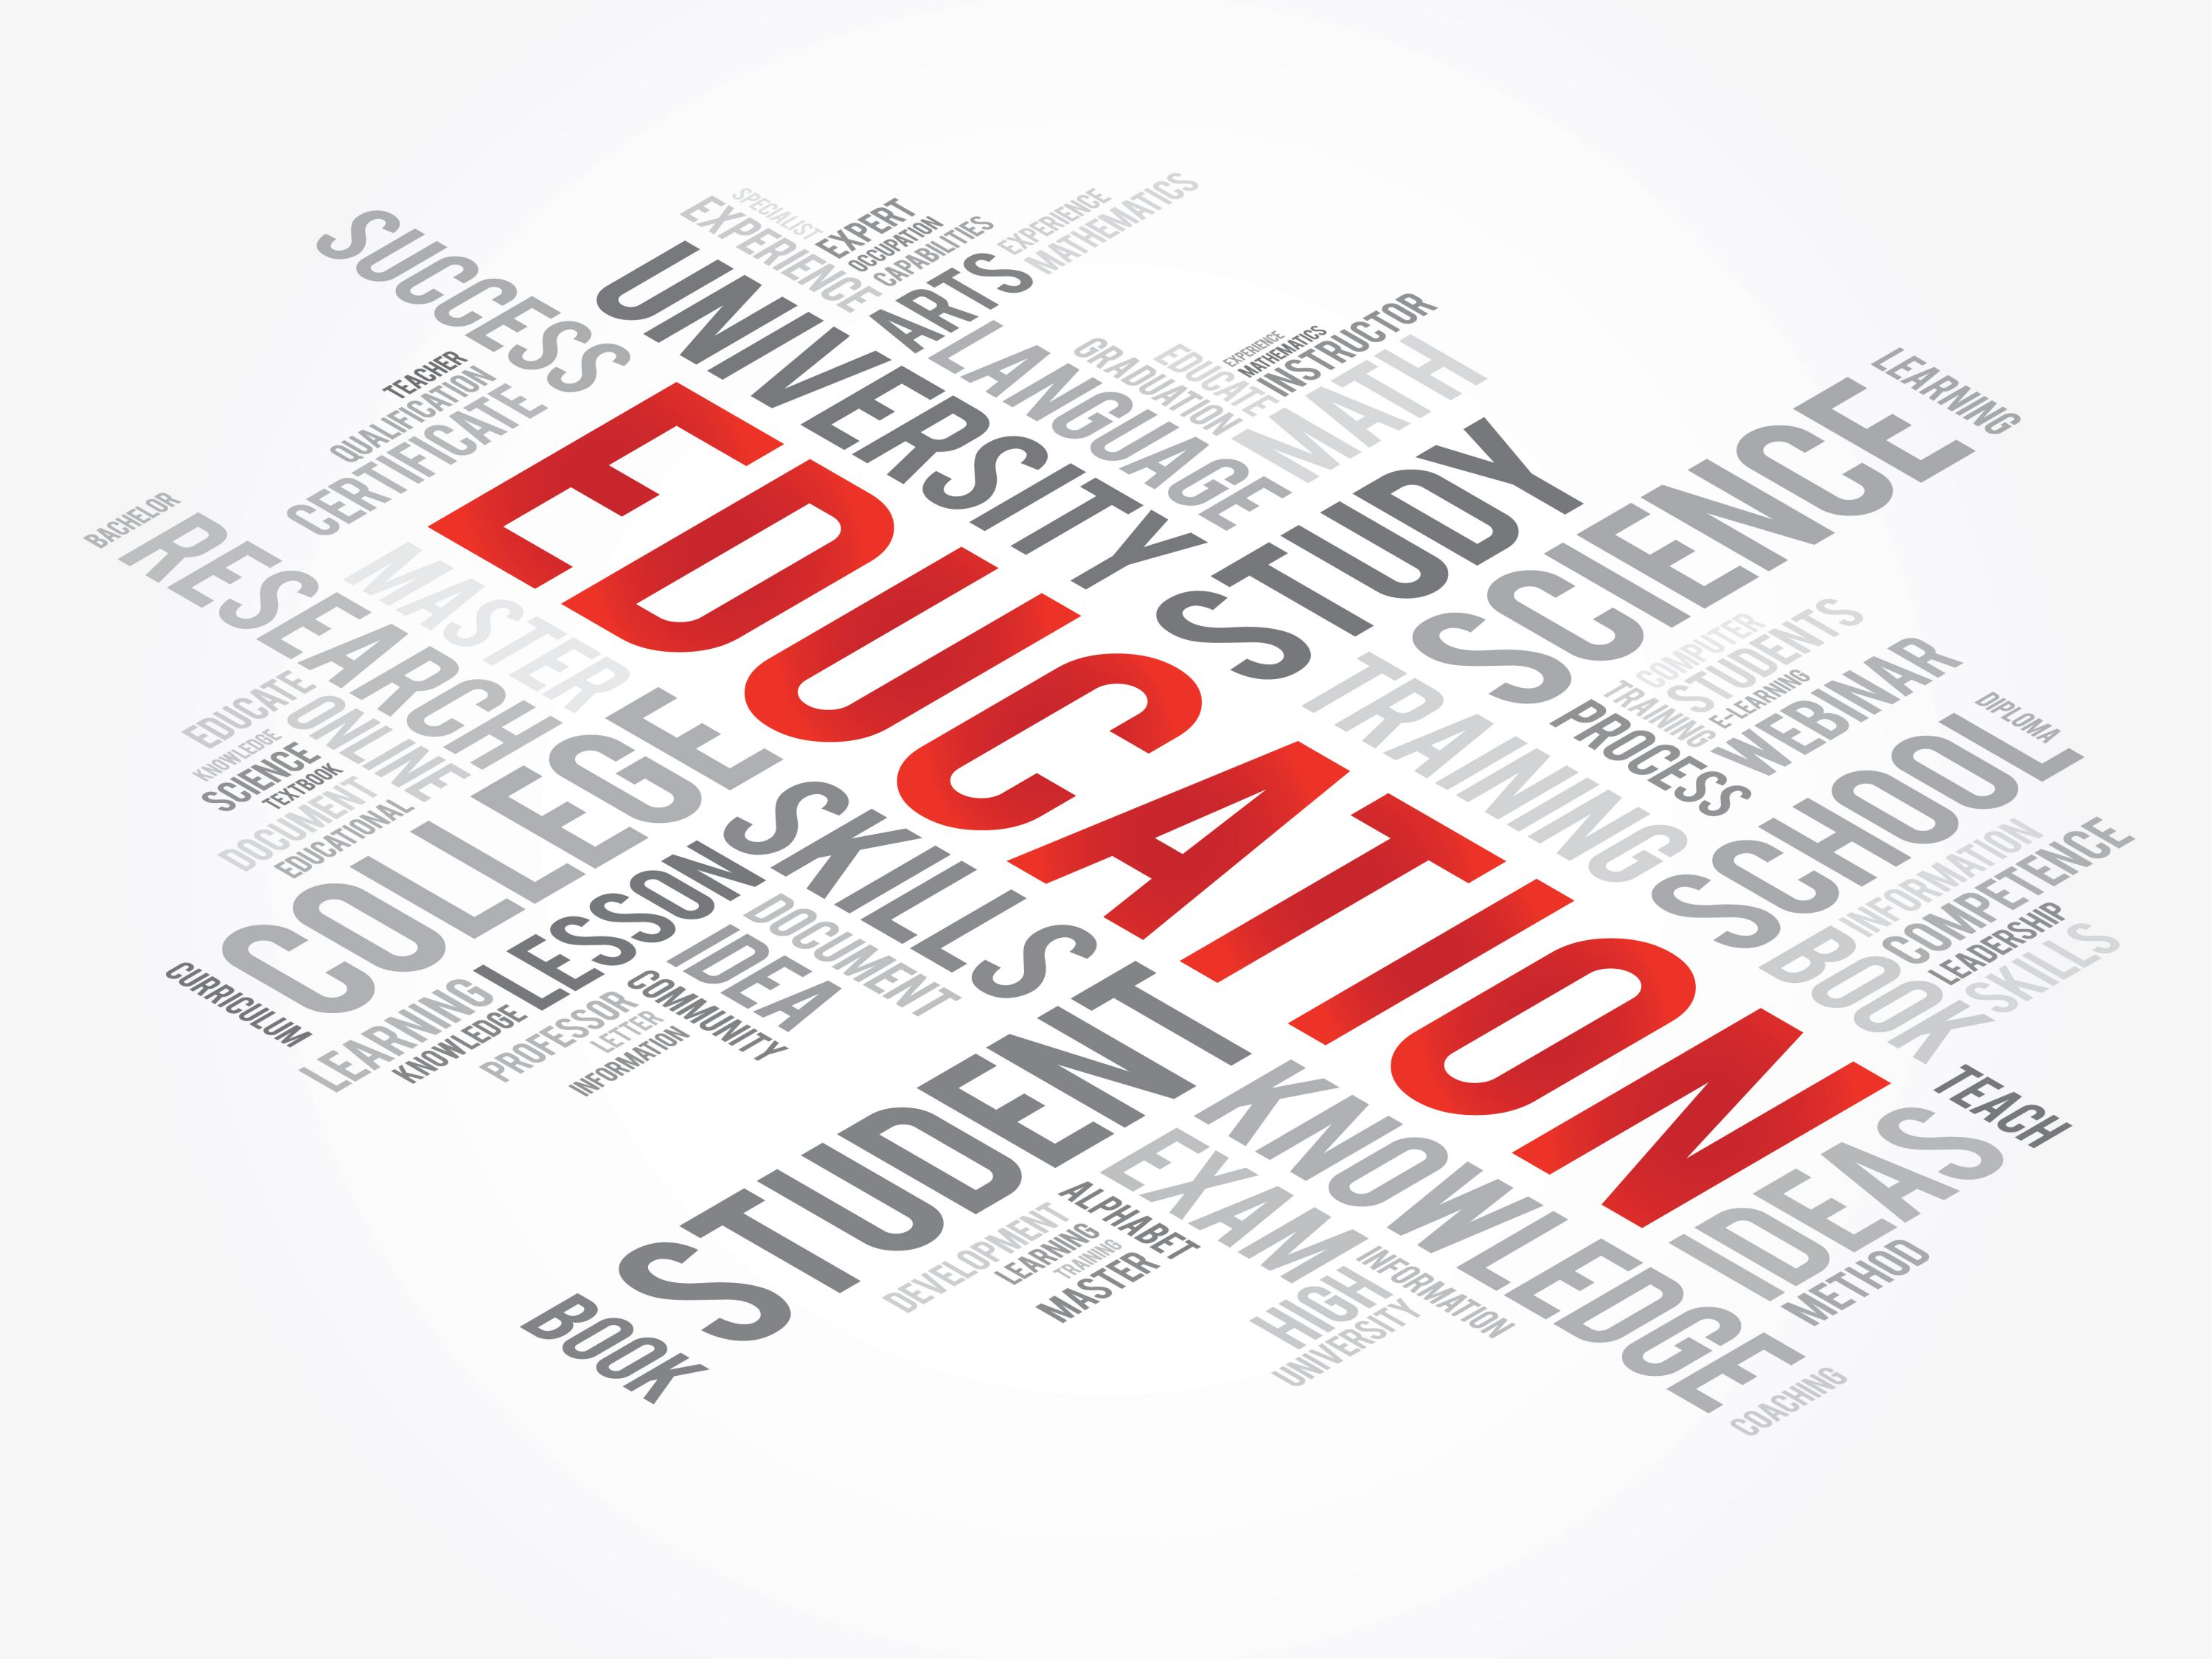 SPECIALIST
EXPERIENCE
EXPERT
OCCUPATION
CAPABILITIES
EXPERIENCE
MATHEMATICS
ARTS
SUCCESS
UNIVERSITY
LANGUAGE
GRADUATION
EDUCATE
EXPERIENCE
MATHEMATICS
INSTRUCTOR
MATH
TEACHER
QUALIFICATION
CERTIFICATE
STUDY
SCIENCE
LEARNING
EDUCATION
BACHELOR
RESEARCH
MASTER
EDUCATE
ONLINE
KNOWLEDGE
SCIENCE
TEXTBOOK
DOCUMENT
EDUCATIONAL
COLLEGE
TRAINING
COMPUTER
STUDENTS
TRAINING
E-LEARNING
PROCESS
WEBINAR
DIPLOMA
SCHOOL
INFORMATION
COMPETENCE
LEADERSHIP
SKILLS
BOOK
SKILLS
LESSON
DOCUMENT
IDEA
COMMUNITY
CURRICULUM
LEARNING
KNOWLEDGE
PROFESSOR
LETTER
INFORMATION
STUDENT
KNOWLEDGE
EXAM
ALPHABET
DEVELOPMENT
LEARNING
TRAINING
MASTER
INFORMATION
HIGH
UNIVERSITY
TEACH
IDEAS
METHOD
COACHING
BOOK